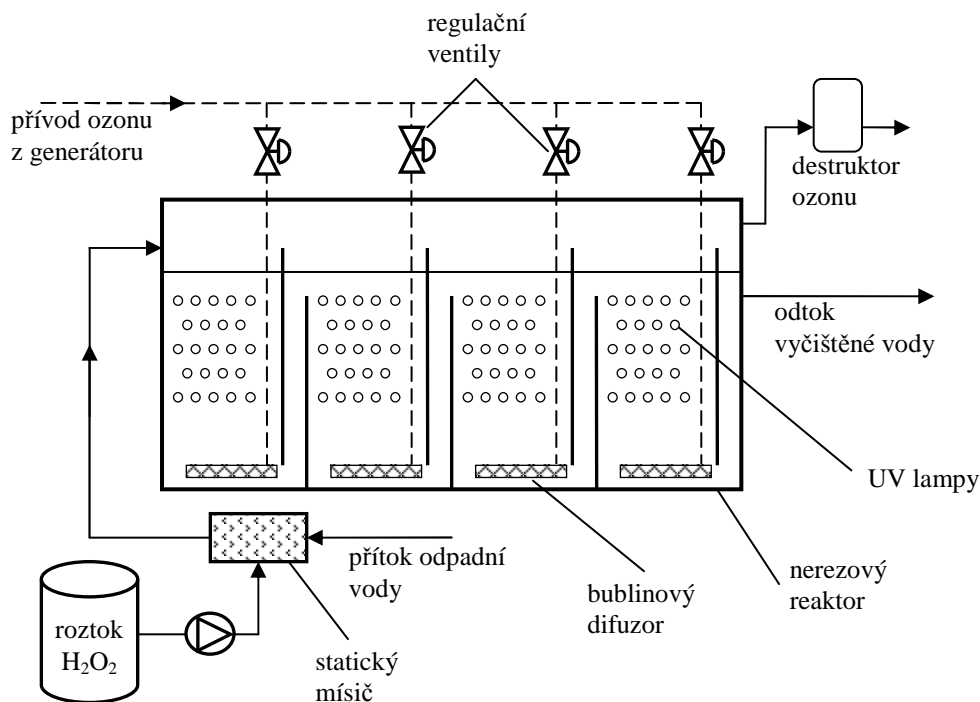 regulační
ventily
přívod ozonu
z generátoru
destruktor
ozonu
odtok
vyčištěné vody
UV lampy
přítok odpadní
vody
bublinový
difuzor
nerezový
reaktor
roztok
H₂O₂
statický
mísič